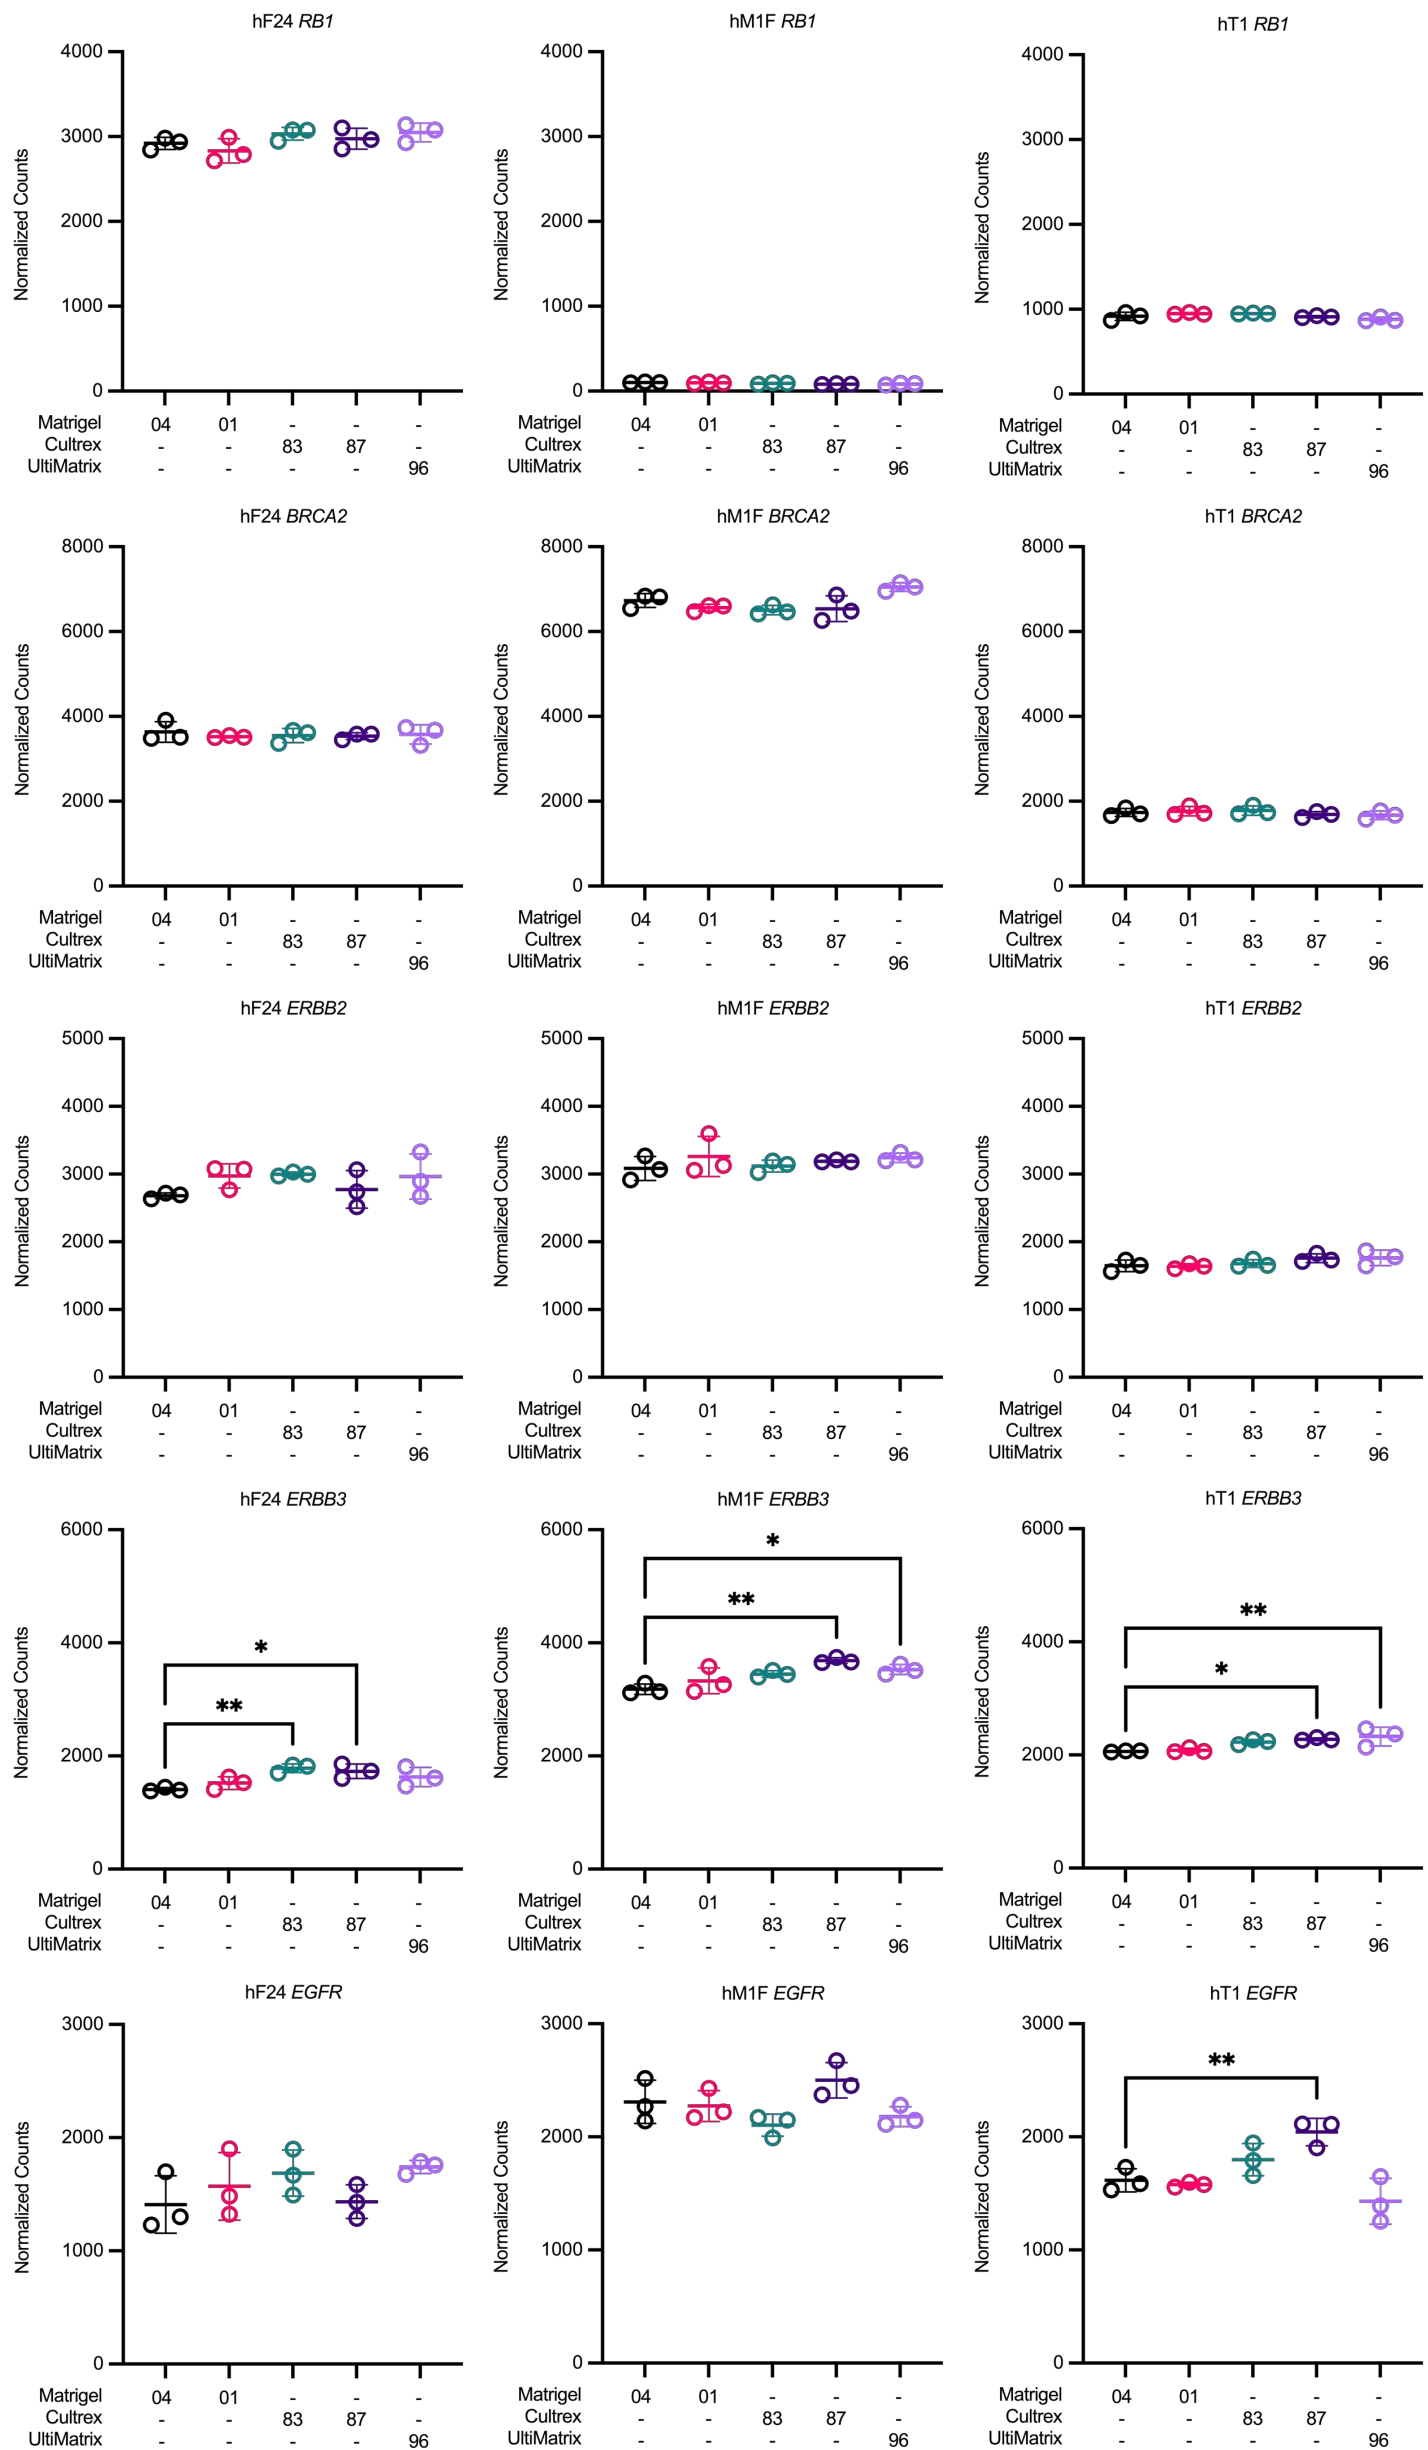 hF24 RB1
hM1F RB1
hT1 RB1
Normalized Counts
4000
3000
2000
1000
0
Normalized Counts
4000
3000
2000
1000
0
Normalized Counts
4000
3000
2000
1000
0
Matrigel 04 01 - - -
Cultrex - - 83 87 -
UltiMatrix - - - - 96
Matrigel 04 01 - - -
Cultrex - - 83 87 -
UltiMatrix - - - - 96
Matrigel 04 01 - - -
Cultrex - - 83 87 -
UltiMatrix - - - - 96
hF24 BRCA2
hM1F BRCA2
hT1 BRCA2
Normalized Counts
8000
6000
4000
2000
0
Normalized Counts
8000
6000
4000
2000
0
Normalized Counts
8000
6000
4000
2000
0
Matrigel 04 01 - - -
Cultrex - - 83 87 -
UltiMatrix - - - - 96
Matrigel 04 01 - - -
Cultrex - - 83 87 -
UltiMatrix - - - - 96
Matrigel 04 01 - - -
Cultrex - - 83 87 -
UltiMatrix - - - - 96
hF24 ERBB2
hM1F ERBB2
hT1 ERBB2
Normalized Counts
5000
4000
3000
2000
1000
0
Normalized Counts
5000
4000
3000
2000
1000
0
Normalized Counts
5000
4000
3000
2000
1000
0
Matrigel 04 01 - - -
Cultrex - - 83 87 -
UltiMatrix - - - - 96
Matrigel 04 01 - - -
Cultrex - - 83 87 -
UltiMatrix - - - - 96
Matrigel 04 01 - - -
Cultrex - - 83 87 -
UltiMatrix - - - - 96
hF24 ERBB3
hM1F ERBB3
hT1 ERBB3
Normalized Counts
6000
4000
2000
0
*
**
Normalized Counts
6000
4000
2000
0
*
**
Normalized Counts
6000
4000
2000
0
**
*
Matrigel 04 01 - - -
Cultrex - - 83 87 -
UltiMatrix - - - - 96
Matrigel 04 01 - - -
Cultrex - - 83 87 -
UltiMatrix - - - - 96
Matrigel 04 01 - - -
Cultrex - - 83 87 -
UltiMatrix - - - - 96
hF24 EGFR
hM1F EGFR
hT1 EGFR
Normalized Counts
3000
2000
1000
0
Normalized Counts
3000
2000
1000
0
Normalized Counts
3000
2000
1000
0
**
Matrigel 04 01 - - -
Cultrex - - 83 87 -
UltiMatrix - - - - 96
Matrigel 04 01 - - -
Cultrex - - 83 87 -
UltiMatrix - - - - 96
Matrigel 04 01 - - -
Cultrex - - 83 87 -
UltiMatrix - - - - 96